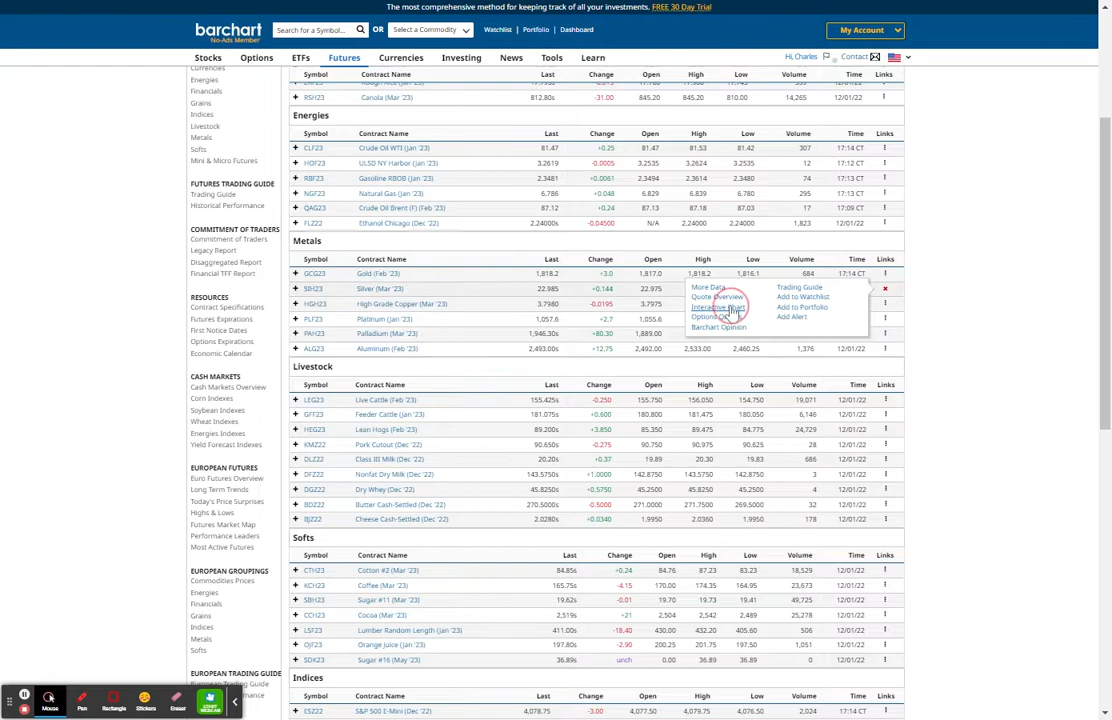 The most comprehensive method for keeping track of all your investments. FREE 30 Day Trial
barchart
No-Ads Member
Search for a Symbol...
OR
Select a Commodity
Watchlist
Portfolio
Dashboard
My Account
Stocks
Options
ETFs
Futures
Currencies
Investing
News
Tools
Learn
Hi, Charles
Contact
Currencies
Energies
Financials
Grains
Indices
Livestock
Metals
Softs
Mini & Micro Futures
FUTURES TRADING GUIDE
Trading Guide
Historical Performance
COMMITMENT OF TRADERS
Commitment of Traders
Legacy Report
Disaggregated Report
Financial TFF Report
RESOURCES
Contract Specifications
Futures Expirations
First Notice Dates
Options Expirations
Economic Calendar
CASH MARKETS
Cash Markets Overview
Corn Indexes
Soybean Indexes
Wheat Indexes
Energies Indexes
Yield Forecast Indexes
EUROPEAN FUTURES
Euro Futures Overview
Long Term Trends
Today's Price Surprises
Highs & Lows
Futures Market Map
Performance Leaders
Most Active Futures
EUROPEAN GROUPINGS
Commodities Prices
Energies
Financials
Grains
Indices
Metals
Softs
EUROPEAN TRADING GUIDE
Symbol Contract Name Last Change Open High Low Volume Time Links
RSH23 Canola (Mar '23) 812.80s -31.00 845.20 845.20 810.00 14,265 12/01/22
Energies
Symbol Contract Name Last Change Open High Low Volume Time Links
CLF23 Crude Oil WTI (Jan '23) 81.47 +0.25 81.47 81.53 81.42 307 17:14 CT
HOF23 ULSD NY Harbor (Jan '23) 3.2619 -0.0005 3.2535 3.2624 3.2535 12 17:12 CT
RBF23 Gasoline RBOB (Jan '23) 2.3481 +0.0061 2.3494 2.3614 2.3480 74 17:13 CT
NGF23 Natural Gas (Jan '23) 6.786 +0.048 6.829 6.839 6.780 295 17:13 CT
QAG23 Crude Oil Brent (F) (Feb '23) 87.12 +0.24 87.13 87.18 87.03 17 17:09 CT
FLZ22 Ethanol Chicago (Dec '22) 2.24000s -0.04500 N/A 2.24000 2.24000 1,823 12/01/22
Metals
Symbol Contract Name Last Change Open High Low Volume Time Links
GCG23 Gold (Feb '23) 1,818.2 +3.0 1,817.0 1,818.2 1,816.1 684 17:14 CT
SIH23 Silver (Mar '23) 22.985 +0.144 22.975
HGH23 High Grade Copper (Mar '23) 3.7980 -0.0195 3.7975
PLF23 Platinum (Jan '23) 1,057.6 +2.7 1,055.6
PAH23 Palladium (Mar '23) 1,946.30s +80.30 1,889.00
ALG23 Aluminum (Feb '23) 2,493.00s +12.75 2,492.00 2,533.00 2,460.25 1,376 12/01/22
More Data
Quote Overview
Interactive Chart
Barchart Opinion
Trading Guide
Add to Watchlist
Add to Portfolio
Add Alert
Livestock
Symbol Contract Name Last Change Open High Low Volume Time Links
LEG23 Live Cattle (Feb '23) 155.425s -0.250 155.750 156.050 154.750 19,071 12/01/22
GFF23 Feeder Cattle (Jan '23) 181.075s +0.600 180.800 181.475 180.050 6,146 12/01/22
HEG23 Lean Hogs (Feb '23) 89.200s +3.850 85.350 89.475 84.775 24,729 12/01/22
KMZ22 Pork Cutout (Dec '22) 90.650s -0.275 90.750 90.975 90.625 28 12/01/22
DLZ22 Class III Milk (Dec '22) 20.20s +0.37 19.89 20.30 19.83 686 12/01/22
DFZ22 Nonfat Dry Milk (Dec '22) 143.5750s +1.0000 142.8750 143.5750 142.8750 3 12/01/22
DGZ22 Dry Whey (Dec '22) 45.8250s +0.5750 45.2500 45.8250 45.2500 4 12/01/22
BDZ22 Butter Cash-Settled (Dec '22) 270.5000s -0.5000 271.0000 271.7500 269.5000 32 12/01/22
BJZ22 Cheese Cash-Settled (Dec '22) 2.0280s +0.0340 1.9950 2.0360 1.9950 178 12/01/22
Softs
Symbol Contract Name Last Change Open High Low Volume Time Links
CTH23 Cotton #2 (Mar '23) 84.85s +0.24 84.76 87.23 83.23 18,529 12/01/22
KCH23 Coffee (Mar '23) 165.75s -4.15 170.00 174.35 164.95 23,673 12/01/22
SBH23 Sugar #11 (Mar '23) 19.62s -0.01 19.70 19.73 19.41 49,725 12/01/22
CCH23 Cocoa (Mar '23) 2,519s +21 2,504 2,542 2,489 25,278 12/01/22
LSF23 Lumber Random Length (Jan '23) 411.00s -18.40 430.00 432.20 405.60 506 12/01/22
OJF23 Orange Juice (Jan '23) 197.80s -2.90 200.25 201.75 197.50 1,051 12/01/22
SDK23 Sugar #16 (May '23) 36.89s unch 0.00 36.89 36.89 0 12/01/22
Indices
Symbol Contract Name Last Change Open High Low Volume Time Links
ESZ22 S&P 500 E-Mini (Dec '22) 4,078.75 -3.00 4,077.50 4,079.75 4,076.50 2,024 17:14 CT
Mouse
Pen
Rectangle
Stickers
Eraser
START WEBCAM